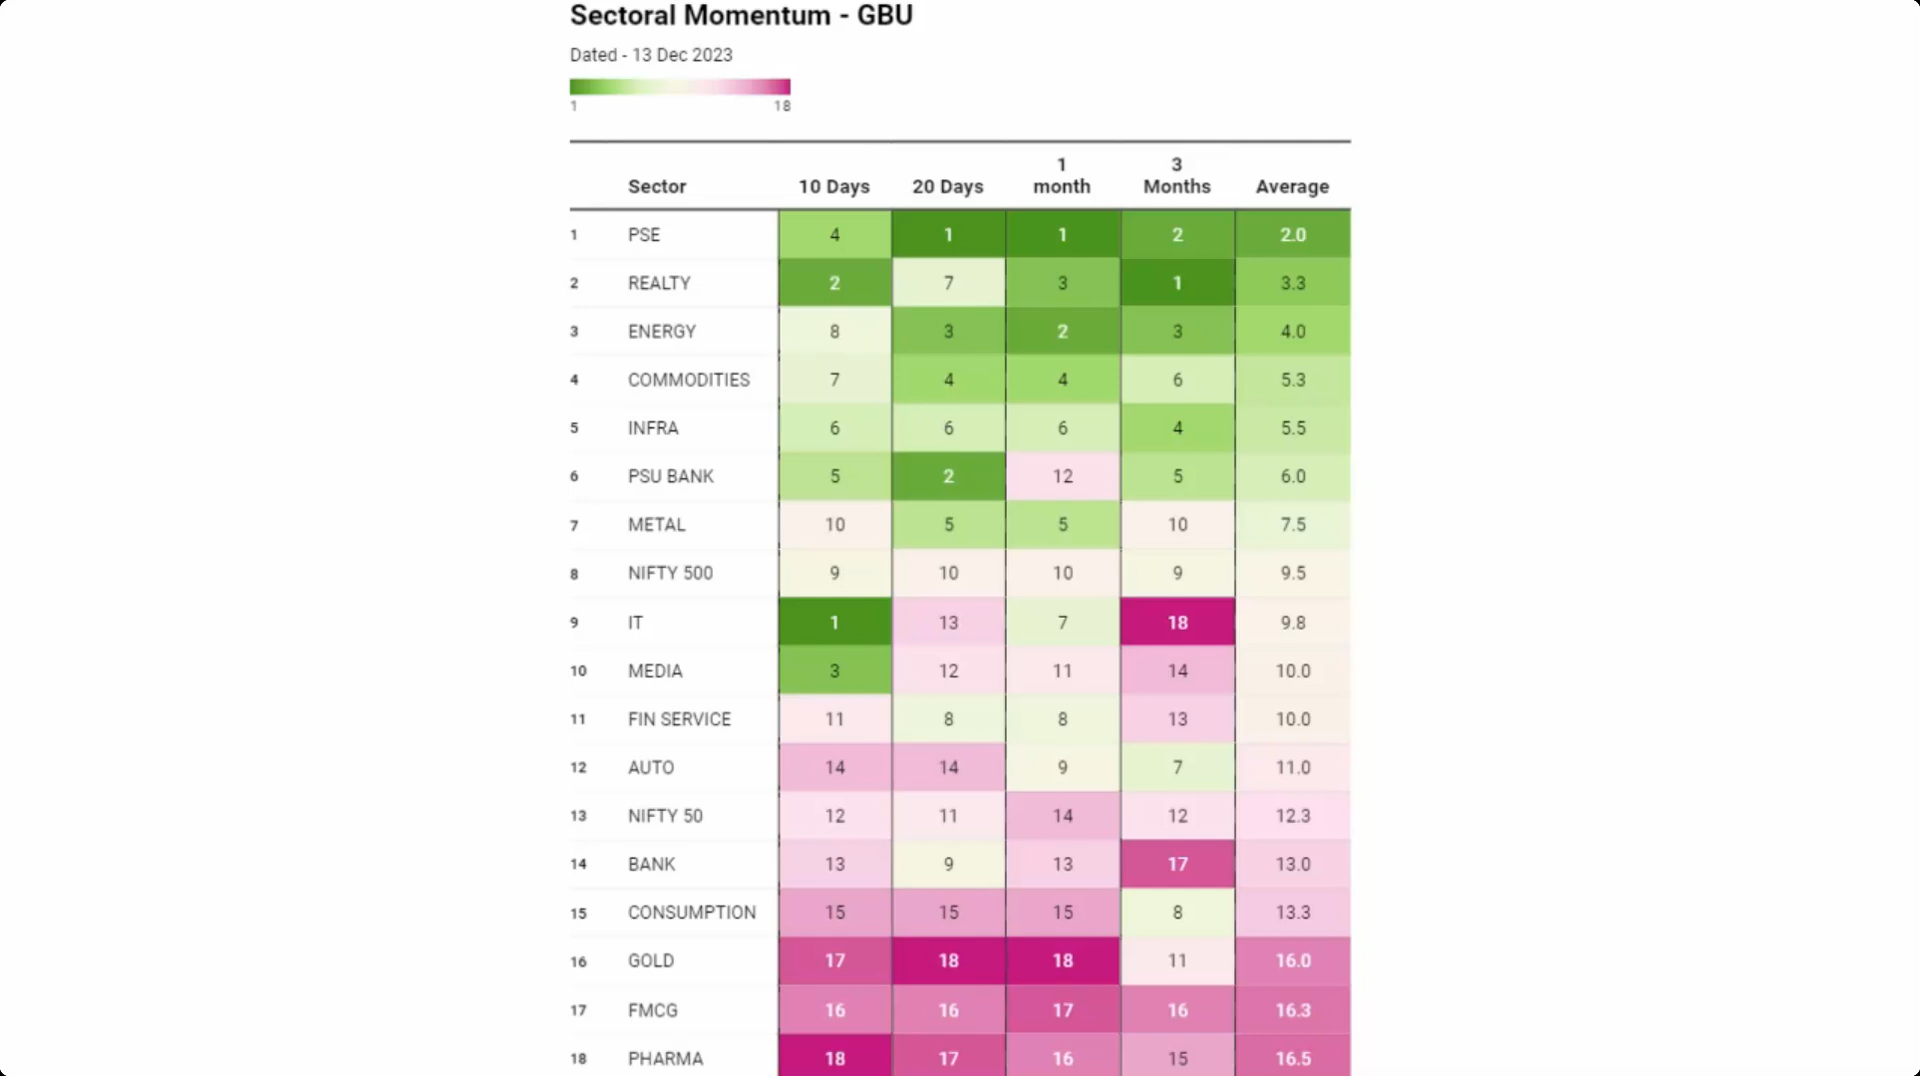 Sectoral Momentum - GBU
Dated - 13 Dec 2023
1 18
Sector 10 Days 20 Days 1 month 3 Months Average
1 PSE 4 1 1 2 2.0
2 REALTY 2 7 3 1 3.3
3 ENERGY 8 3 2 3 4.0
4 COMMODITIES 7 4 4 6 5.3
5 INFRA 6 6 6 4 5.5
6 PSU BANK 5 2 12 5 6.0
7 METAL 10 5 5 10 7.5
8 NIFTY 500 9 10 10 9 9.5
9 IT 1 13 7 18 9.8
10 MEDIA 3 12 11 14 10.0
11 FIN SERVICE 11 8 8 13 10.0
12 AUTO 14 14 9 7 11.0
13 NIFTY 50 12 11 14 12 12.3
14 BANK 13 9 13 17 13.0
15 CONSUMPTION 15 15 15 8 13.3
16 GOLD 17 18 18 11 16.0
17 FMCG 16 16 17 16 16.3
18 PHARMA 18 17 16 15 16.5